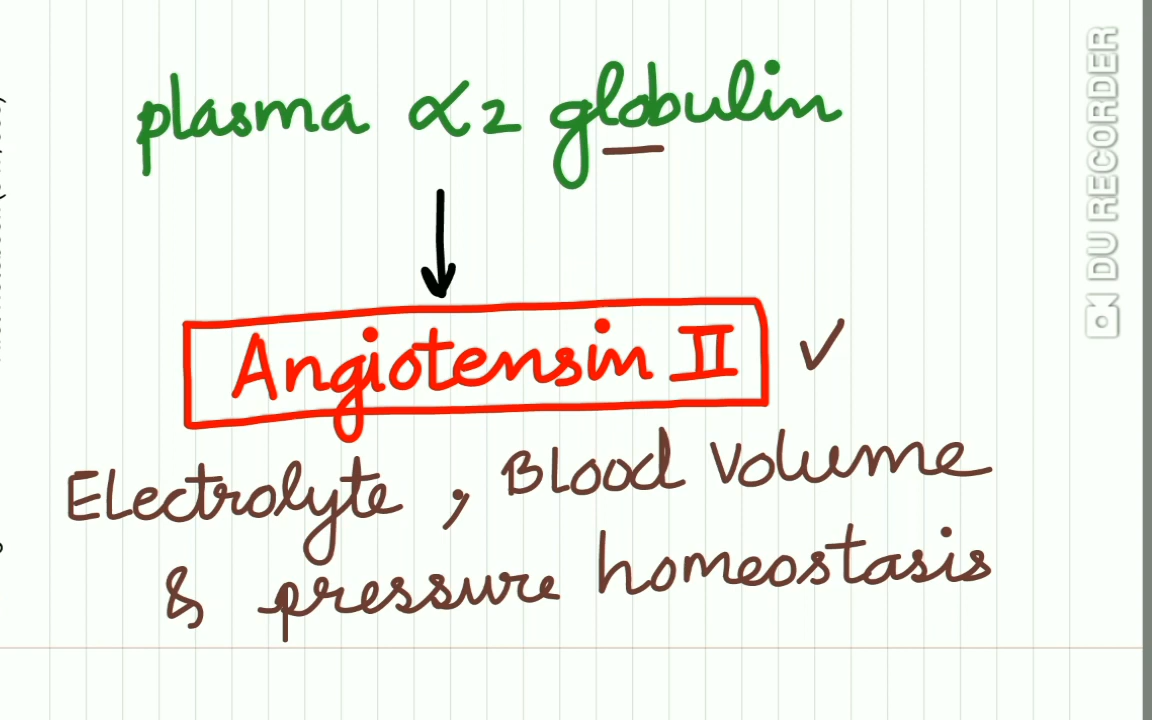 plasma α2 globulin
Angiotensin II
Electrolyte, Blood volume
& pressure homeostasis
DU RECORDER